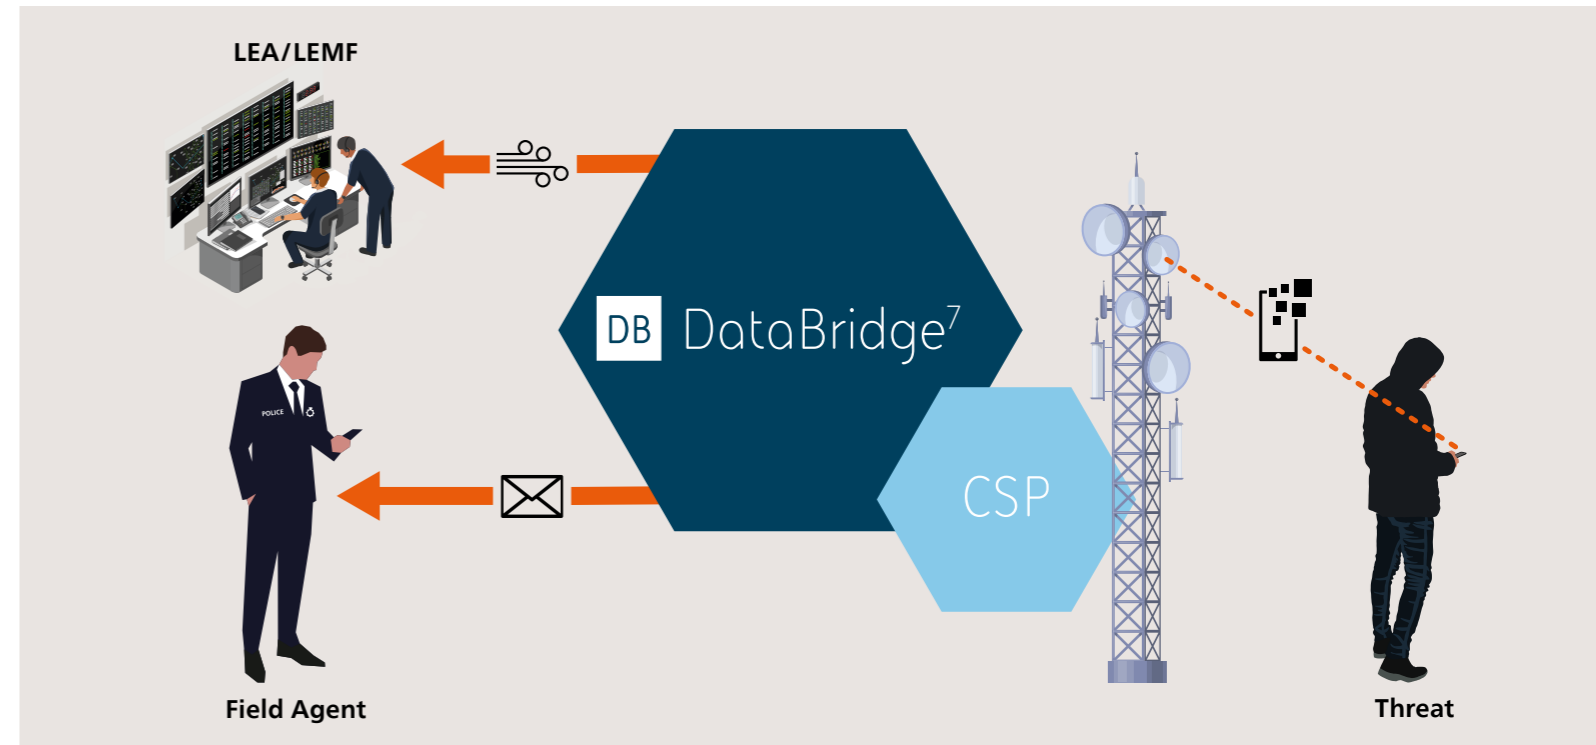 LEA/LEMF
DB DataBridge⁷
POLICE
CSP
Field Agent
Threat